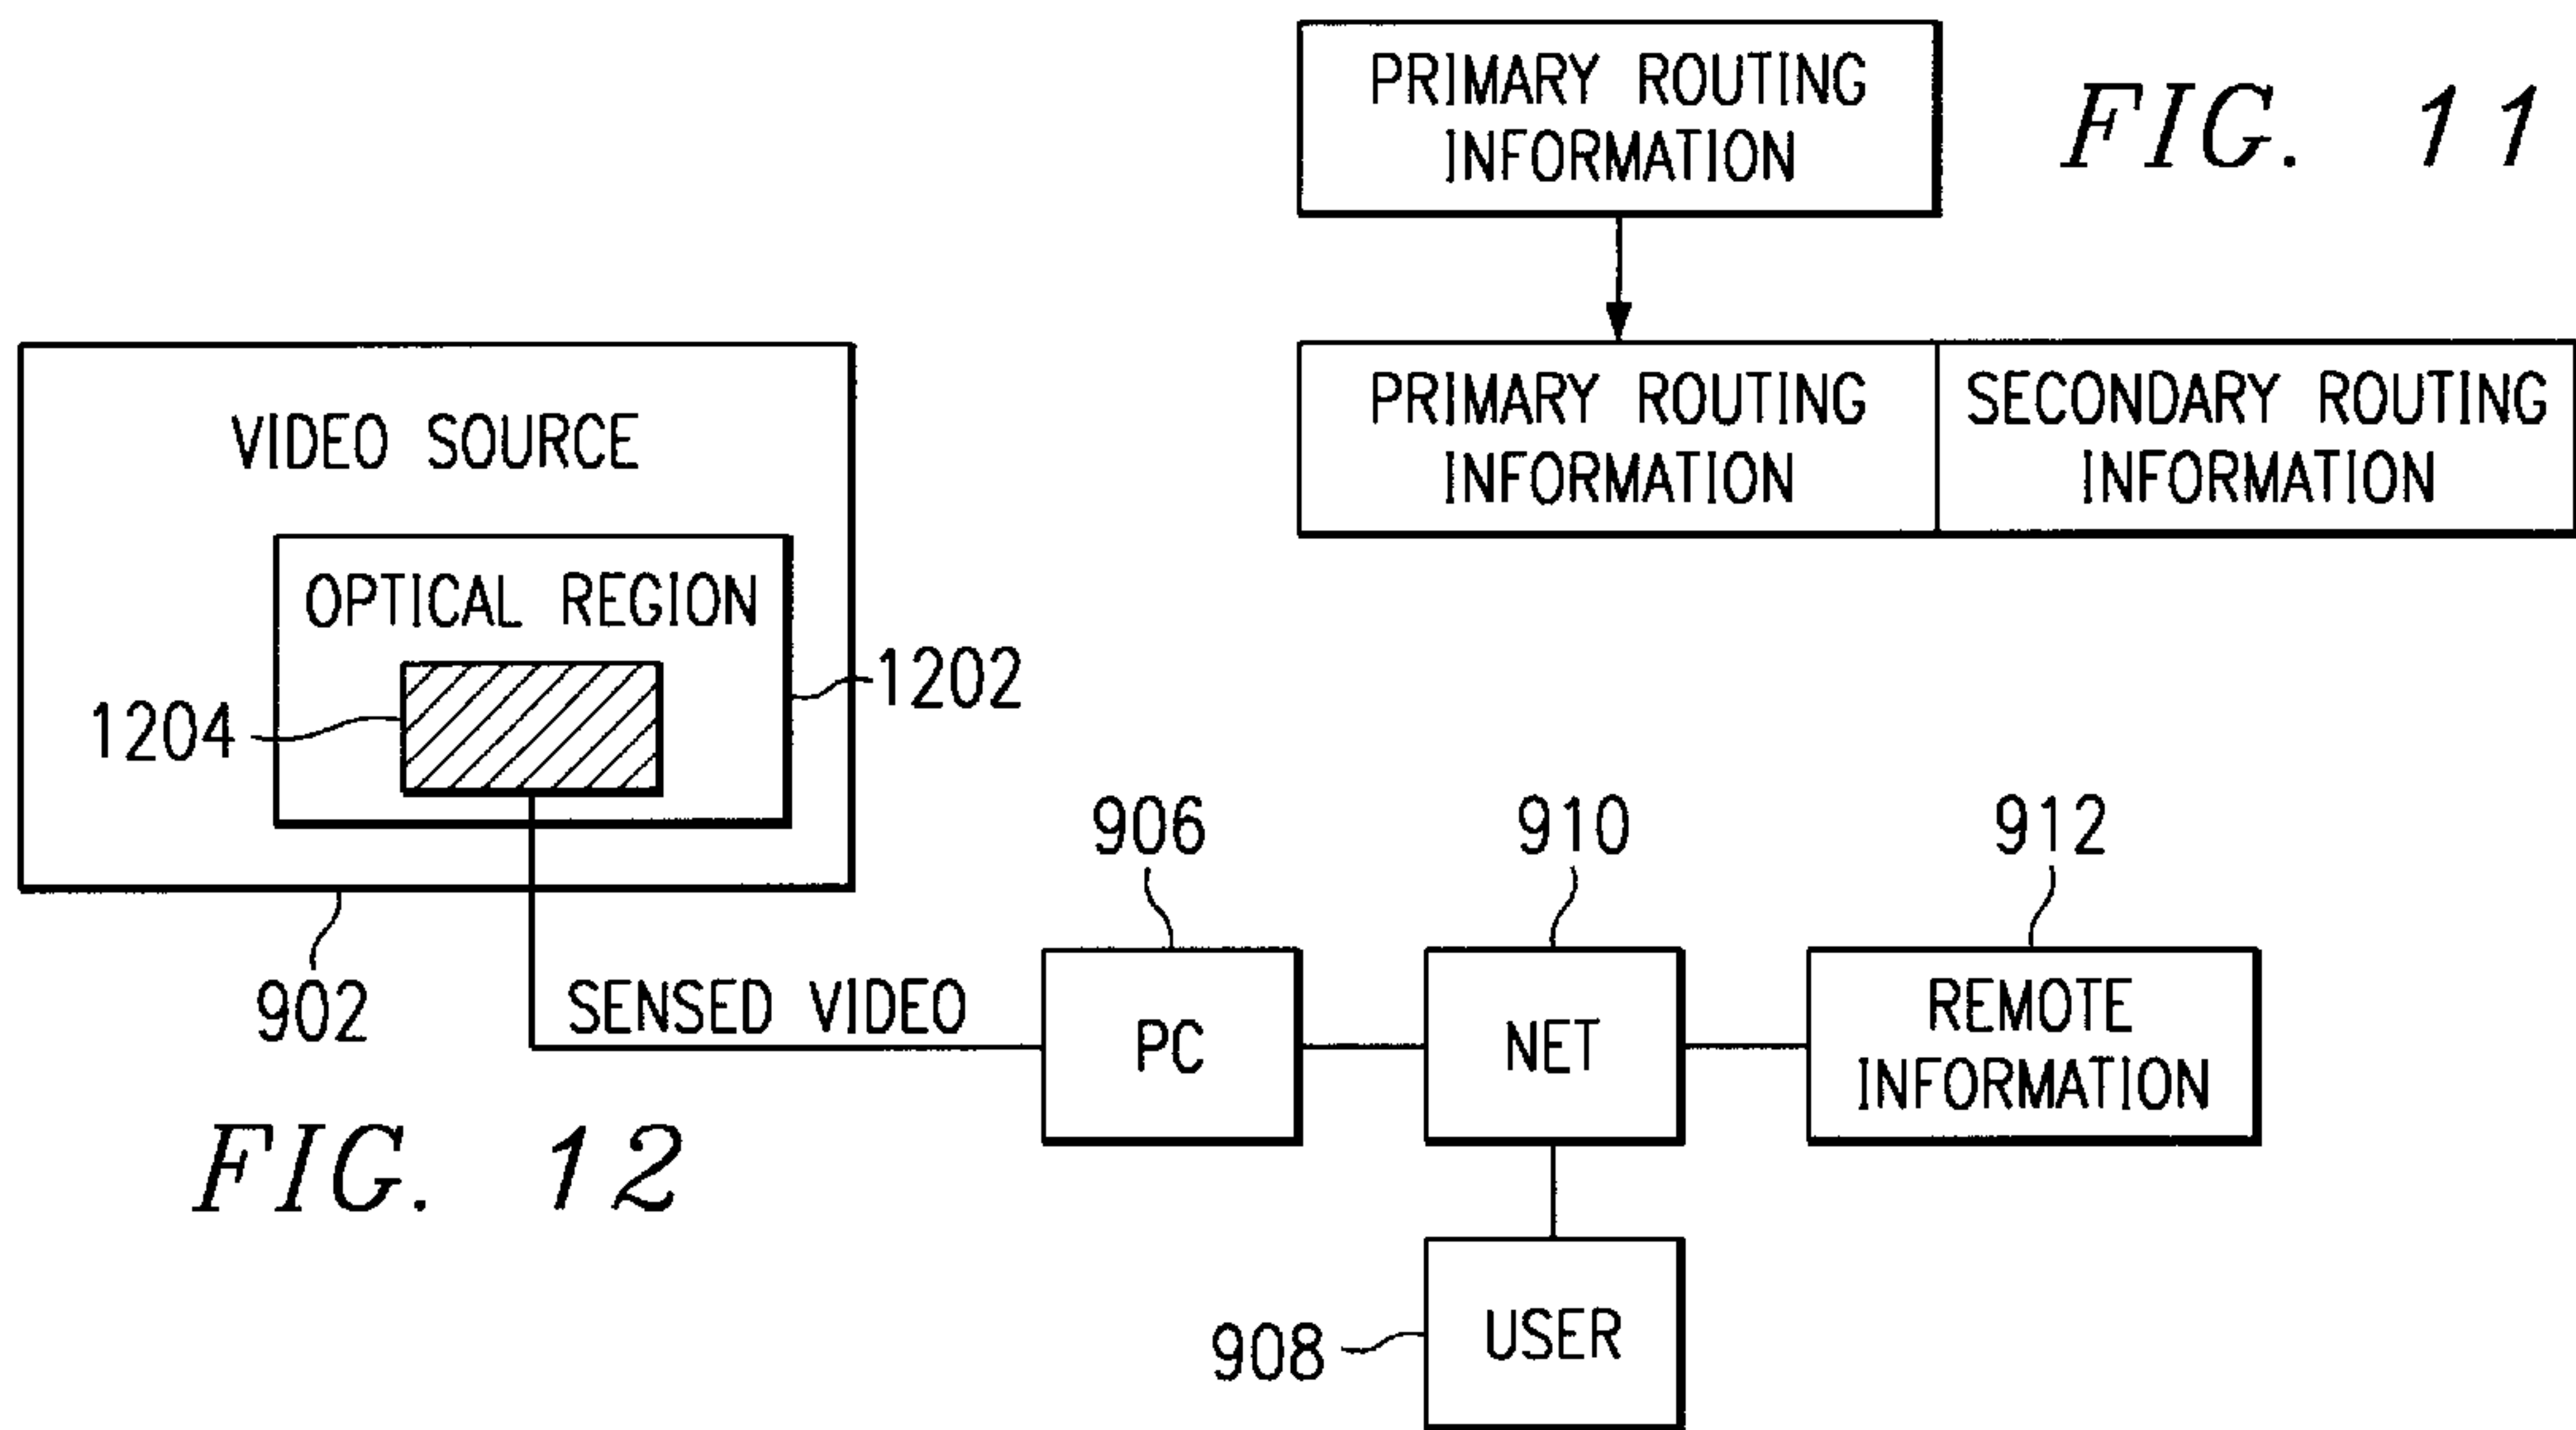 PRIMARY ROUTING
INFORMATION
FIG. 11
PRIMARY ROUTING
INFORMATION
SECONDARY ROUTING
INFORMATION
VIDEO SOURCE
OPTICAL REGION
1202
1204
902
SENSED VIDEO
906
PC
910
NET
912
REMOTE
INFORMATION
908
USER
FIG. 12